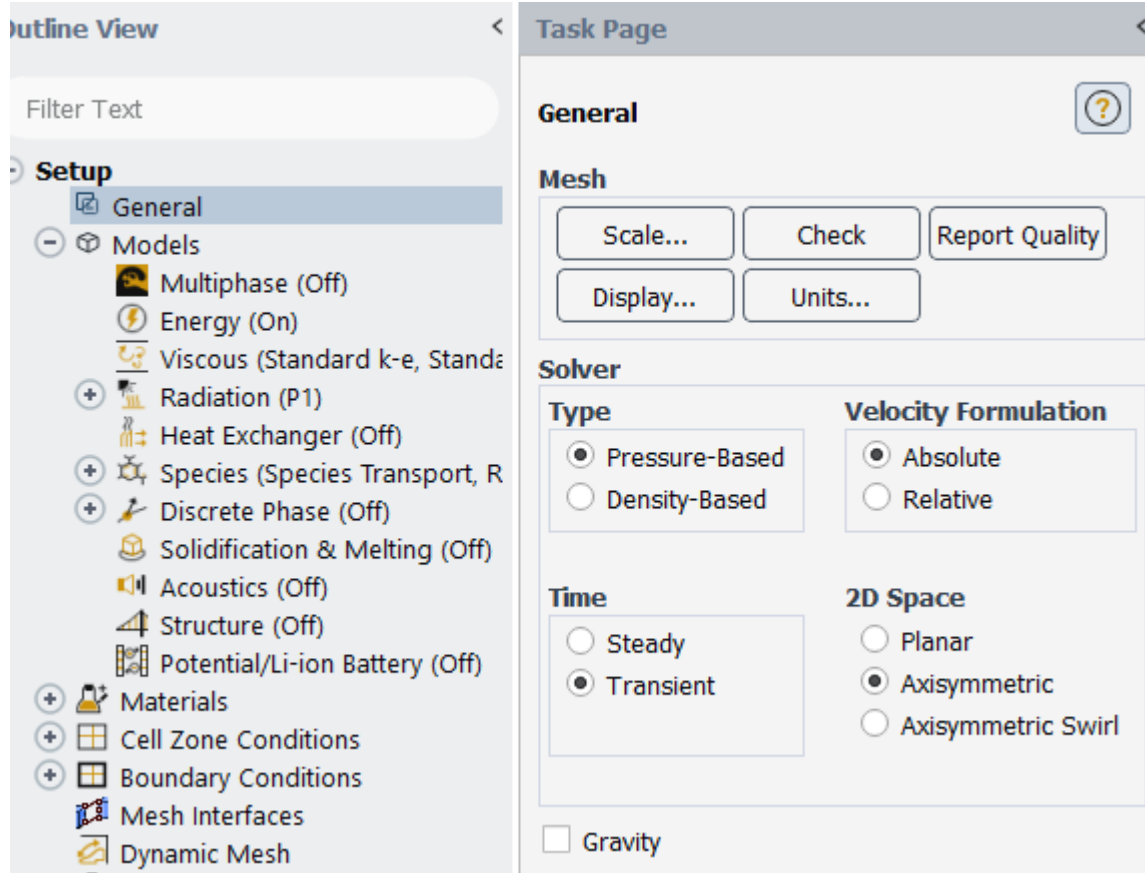 Outline View
Filter Text
Setup
General
Models
Multiphase (Off)
Energy (On)
Viscous (Standard k-e, Standa
Radiation (P1)
Heat Exchanger (Off)
Species (Species Transport, R
Discrete Phase (Off)
Solidification & Melting (Off)
Acoustics (Off)
Structure (Off)
Potential/Li-ion Battery (Off)
Materials
Cell Zone Conditions
Boundary Conditions
Mesh Interfaces
Dynamic Mesh
Task Page
General
Mesh
Scale... Check Report Quality
Display... Units...
Solver
Type
Pressure-Based
Density-Based
Velocity Formulation
Absolute
Relative
Time
Steady
Transient
2D Space
Planar
Axisymmetric
Axisymmetric Swirl
Gravity